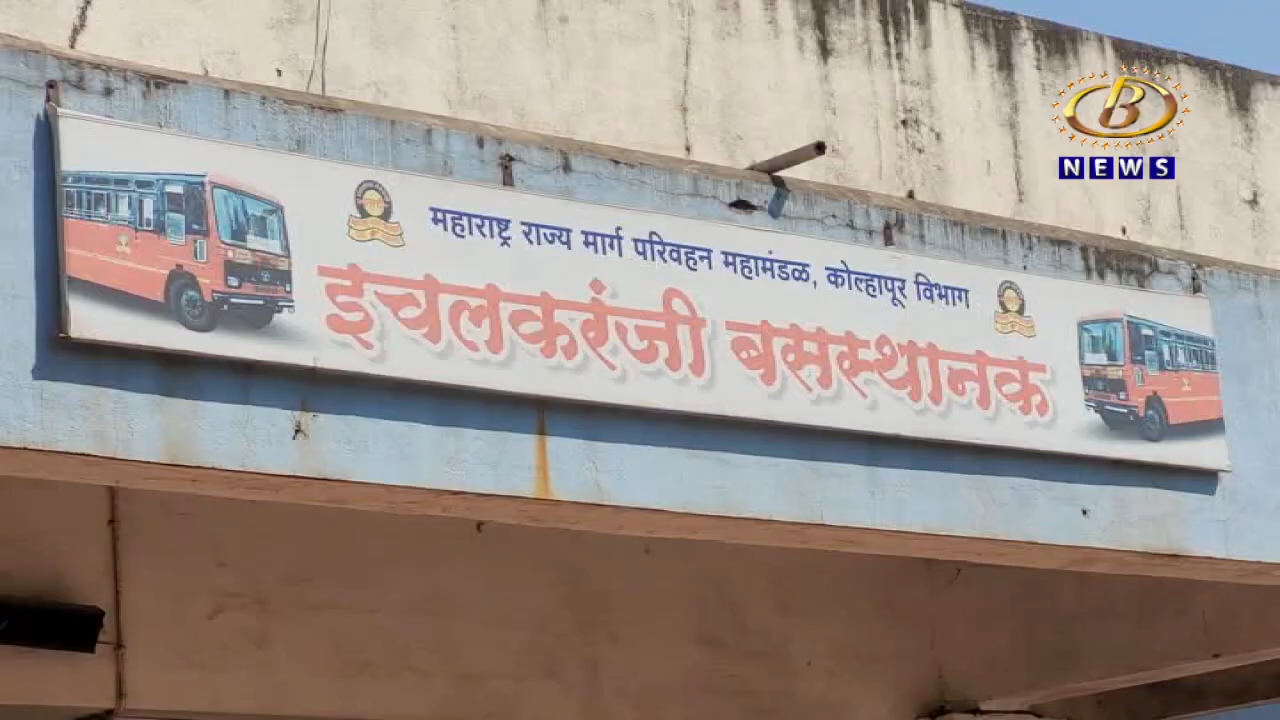 B
NEWS
महाराष्ट्र राज्य मार्ग परिवहन महामंडळ, कोल्हापूर विभाग
इचलकरंजी बसस्थानक